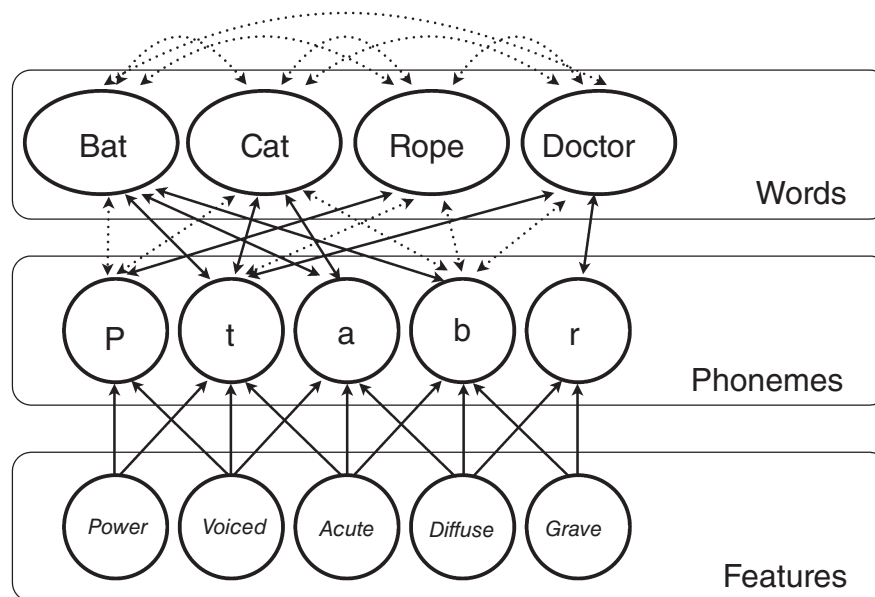 Bat Cat Rope Doctor
Words
P t a b r
Phonemes
Power Voiced Acute Diffuse Grave
Features